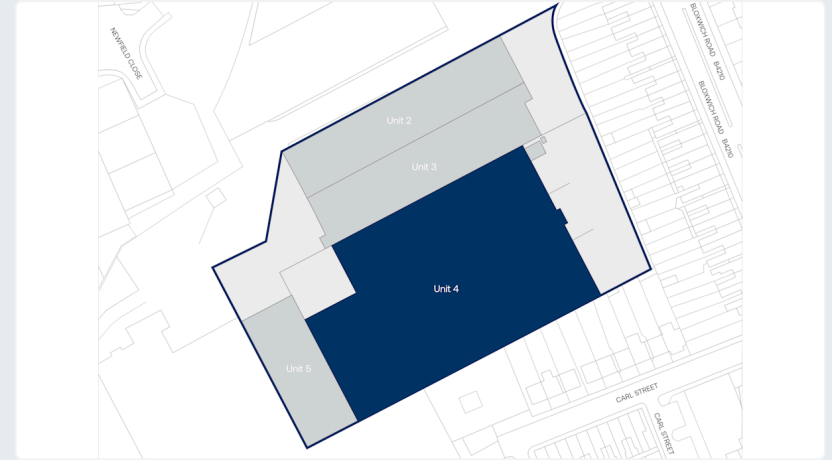 NEWFIELD CLOSE
BLOXWICH ROAD B4210
BLOXWICH ROAD B4210
Unit 2
Unit 3
Unit 4
Unit 5
CARL STREET
CARL STREET